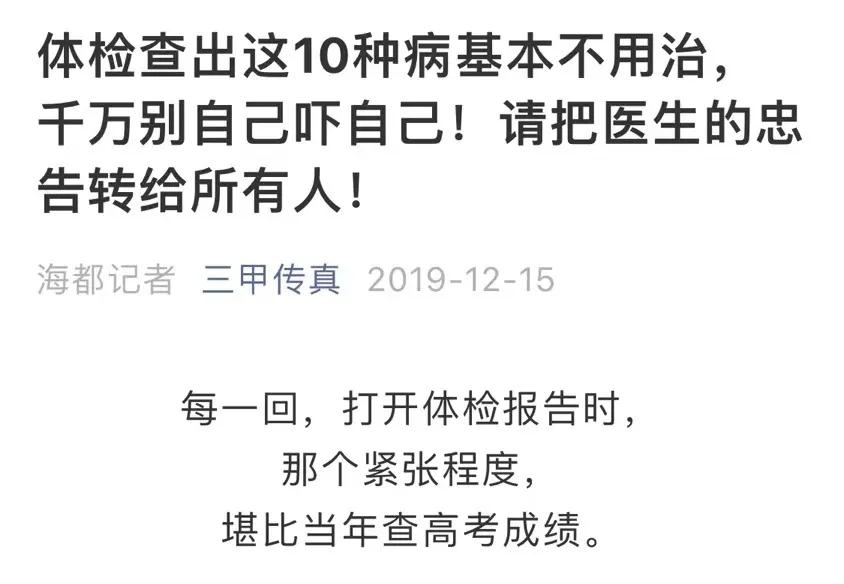 体检查出这10种病基本不用治，
千万别自己吓自己！请把医生的忠
告转给所有人！
海都记者 三甲传真 2019-12-15
每一回，打开体检报告时，
那个紧张程度，
堪比当年查高考成绩。